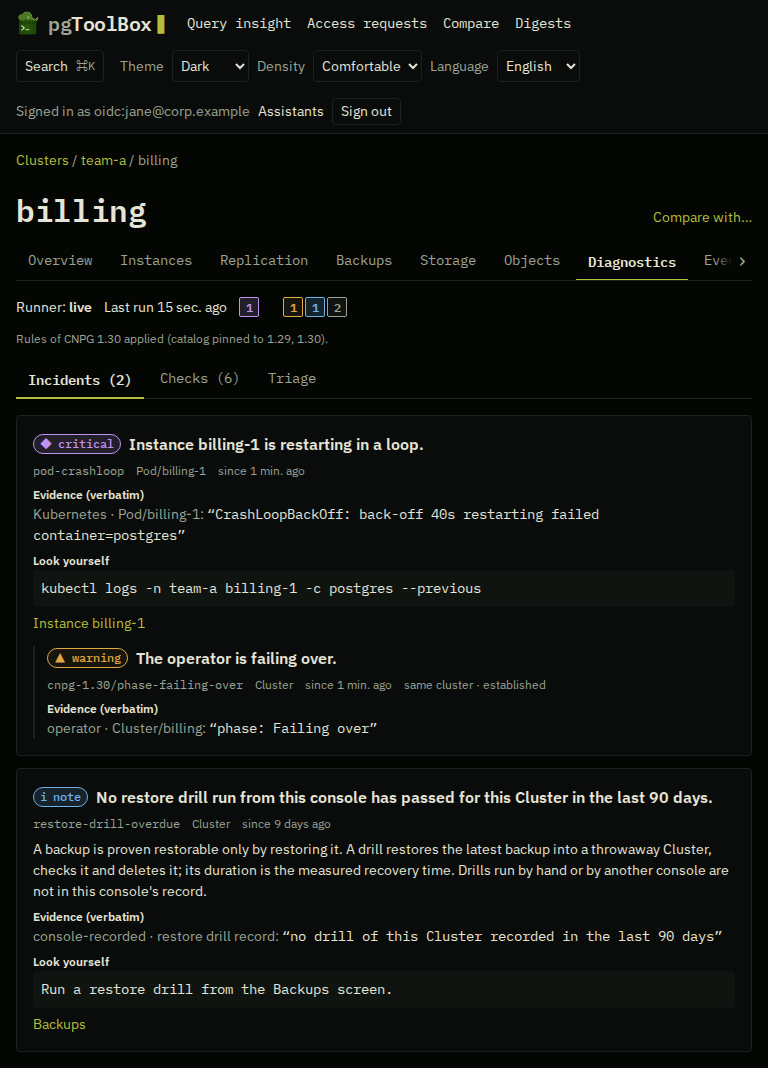 pgToolBox
Query insight Access requests Compare Digests
Search ⌘K Theme Dark Density Comfortable Language English
Signed in as oidc:jane@corp.example Assistants Sign out
Clusters / team-a / billing
billing
Compare with…
Overview Instances Replication Backups Storage Objects Diagnostics Eve
Runner: live Last run 15 sec. ago 1 1 1 2
Rules of CNPG 1.30 applied (catalog pinned to 1.29, 1.30).
Incidents (2) Checks (6) Triage
◆ critical Instance billing-1 is restarting in a loop.
pod-crashloop Pod/billing-1 since 1 min. ago
Evidence (verbatim)
Kubernetes · Pod/billing-1: “CrashLoopBackOff: back-off 40s restarting failed
container=postgres”
Look yourself
kubectl logs -n team-a billing-1 -c postgres --previous
Instance billing-1
▲ warning The operator is failing over.
cnpg-1.30/phase-failing-over Cluster since 1 min. ago same cluster · established
Evidence (verbatim)
operator · Cluster/billing: “phase: Failing over”
i note No restore drill run from this console has passed for this Cluster in the last 90 days.
restore-drill-overdue Cluster since 9 days ago
A backup is proven restorable only by restoring it. A drill restores the latest backup into a throwaway Cluster,
checks it and deletes it; its duration is the measured recovery time. Drills run by hand or by another console are
not in this console's record.
Evidence (verbatim)
console-recorded · restore drill record: “no drill of this Cluster recorded in the last 90 days”
Look yourself
Run a restore drill from the Backups screen.
Backups